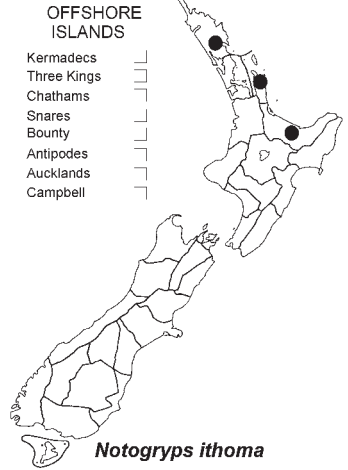 OFFSHORE
ISLANDS
Kermadecs
Three Kings
Chathams
Snares
Bounty
Antipodes
Aucklands
Campbell
Notogryps ithoma